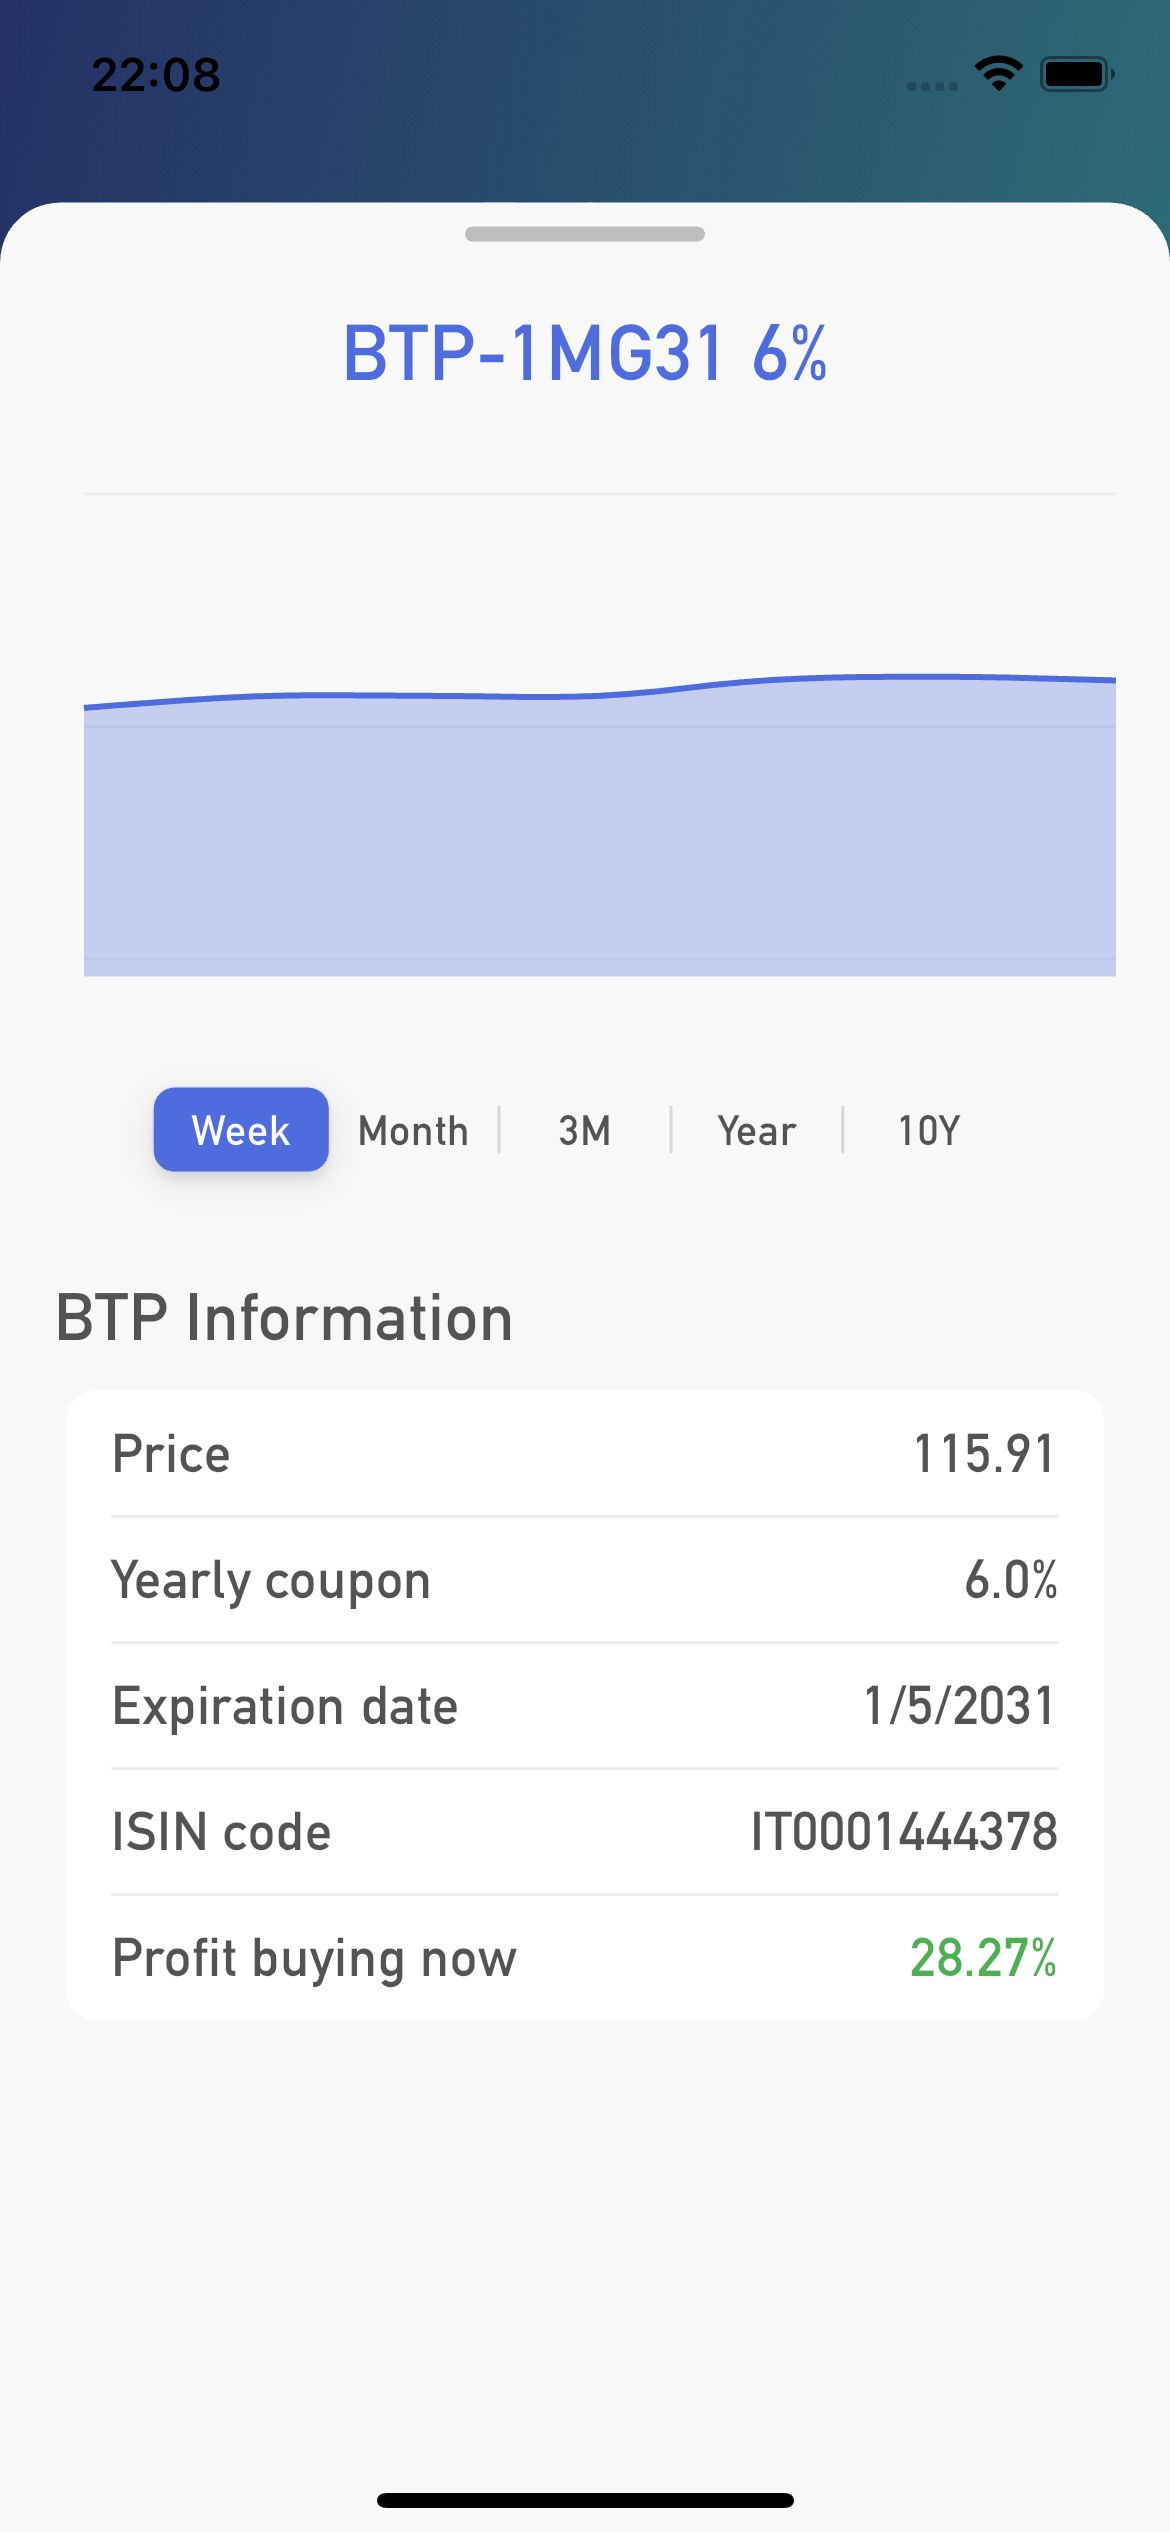 22:08
BTP-1MG31 6%
Week Month 3M Year 10Y
BTP Information
Price 115.91
Yearly coupon 6.0%
Expiration date 1/5/2031
ISIN code IT0001444378
Profit buying now 28.27%